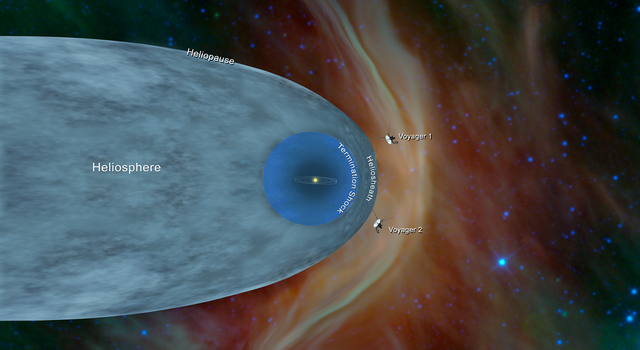 Heliopause
Voyager 1
Heliosphere
Termination Shock
Heliosheath
Voyager 2